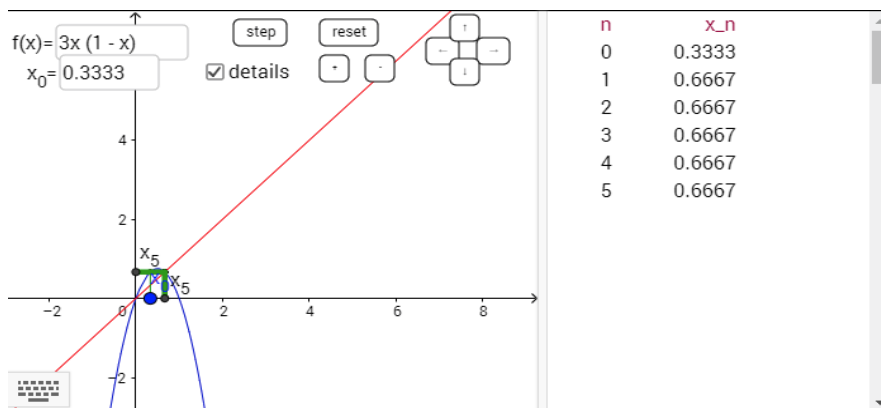 f(x)= 3x (1 - x)
x0= 0.3333
step
reset
details
+
-
↑
←
→
↓
4
2
x5
x5
−2
0
2
4
6
8
−2
n x_n
0 0.3333
1 0.6667
2 0.6667
3 0.6667
4 0.6667
5 0.6667